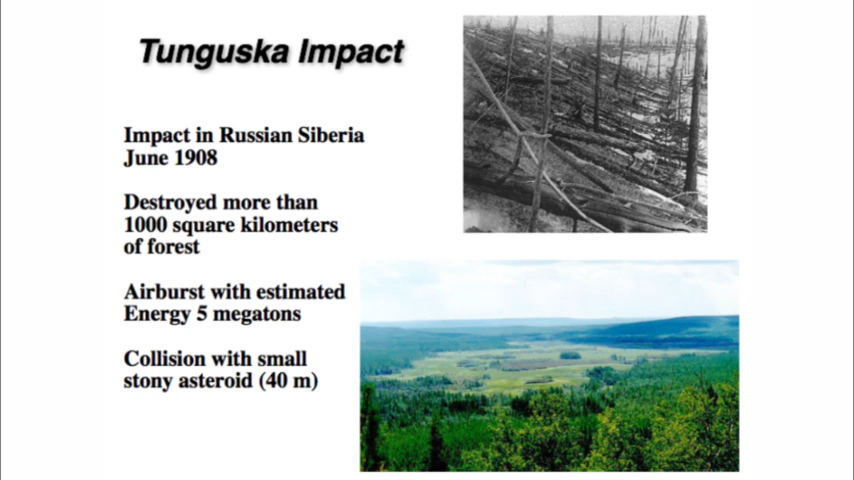 Tunguska Impact
Impact in Russian Siberia
June 1908
Destroyed more than
1000 square kilometers
of forest
Airburst with estimated
Energy 5 megatons
Collision with small
stony asteroid (40 m)